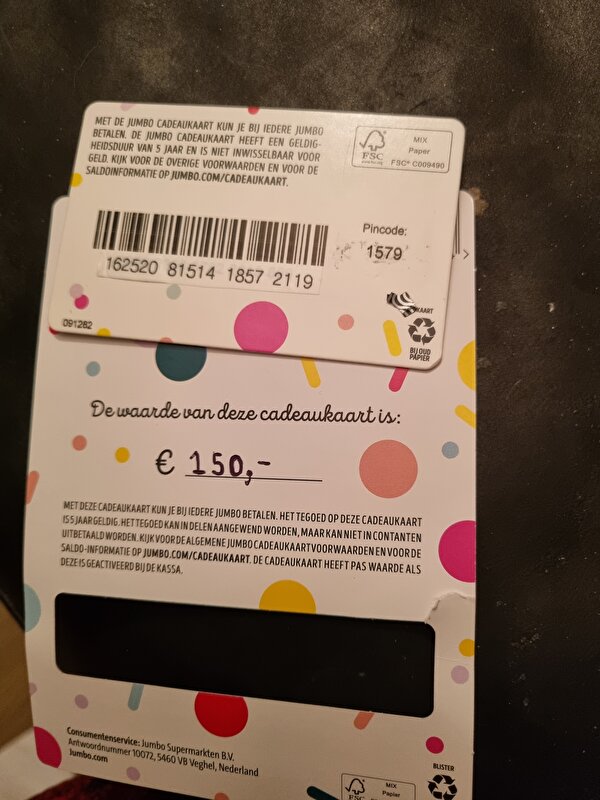 MET DE JUMBO CADEAUKAART KUN JE BIJ IEDERE JUMBO
BETALEN. DE JUMBO CADEAUKAART HEEFT EEN GELDIG-
HEIDSDUUR VAN 5 JAAR EN IS NIET INWISSELBAAR VOOR
GELD. KIJK VOOR DE OVERIGE VOORWAARDEN EN VOOR DE
SALDOINFORMATIE OP JUMBO.COM/CADEAUKAART.
FSC
MIX
Paper
FSC® C009490
Pincode:
1579
162520 81514 1857 2119
091282
KAART
BIJ OUD
PAPIER
De waarde van deze cadeaukaart is:
€ 150,-
MET DEZE CADEAUKAART KUN JE BIJ IEDERE JUMBO BETALEN. HET TEGOED OP DEZE CADEAUKAART
IS 5 JAAR GELDIG. HET TEGOED KAN IN DELEN AANGEWEND WORDEN, MAAR KAN NIET IN CONTANTEN
UITBETAALD WORDEN. KIJK VOOR DE ALGEMENE JUMBO CADEAUKAARTVOORWAARDEN EN VOOR DE
SALDO-INFORMATIE OP JUMBO.COM/CADEAUKAART. DE CADEAUKAART HEEFT PAS WAARDE ALS
DEZE IS GEACTIVEERD BIJ DE KASSA.
Consumentenservice: Jumbo Supermarkten B.V.
Antwoordnummer 10072, 5460 VB Veghel, Nederland
Jumbo.com
BLISTER
FSC
MIX
Papier